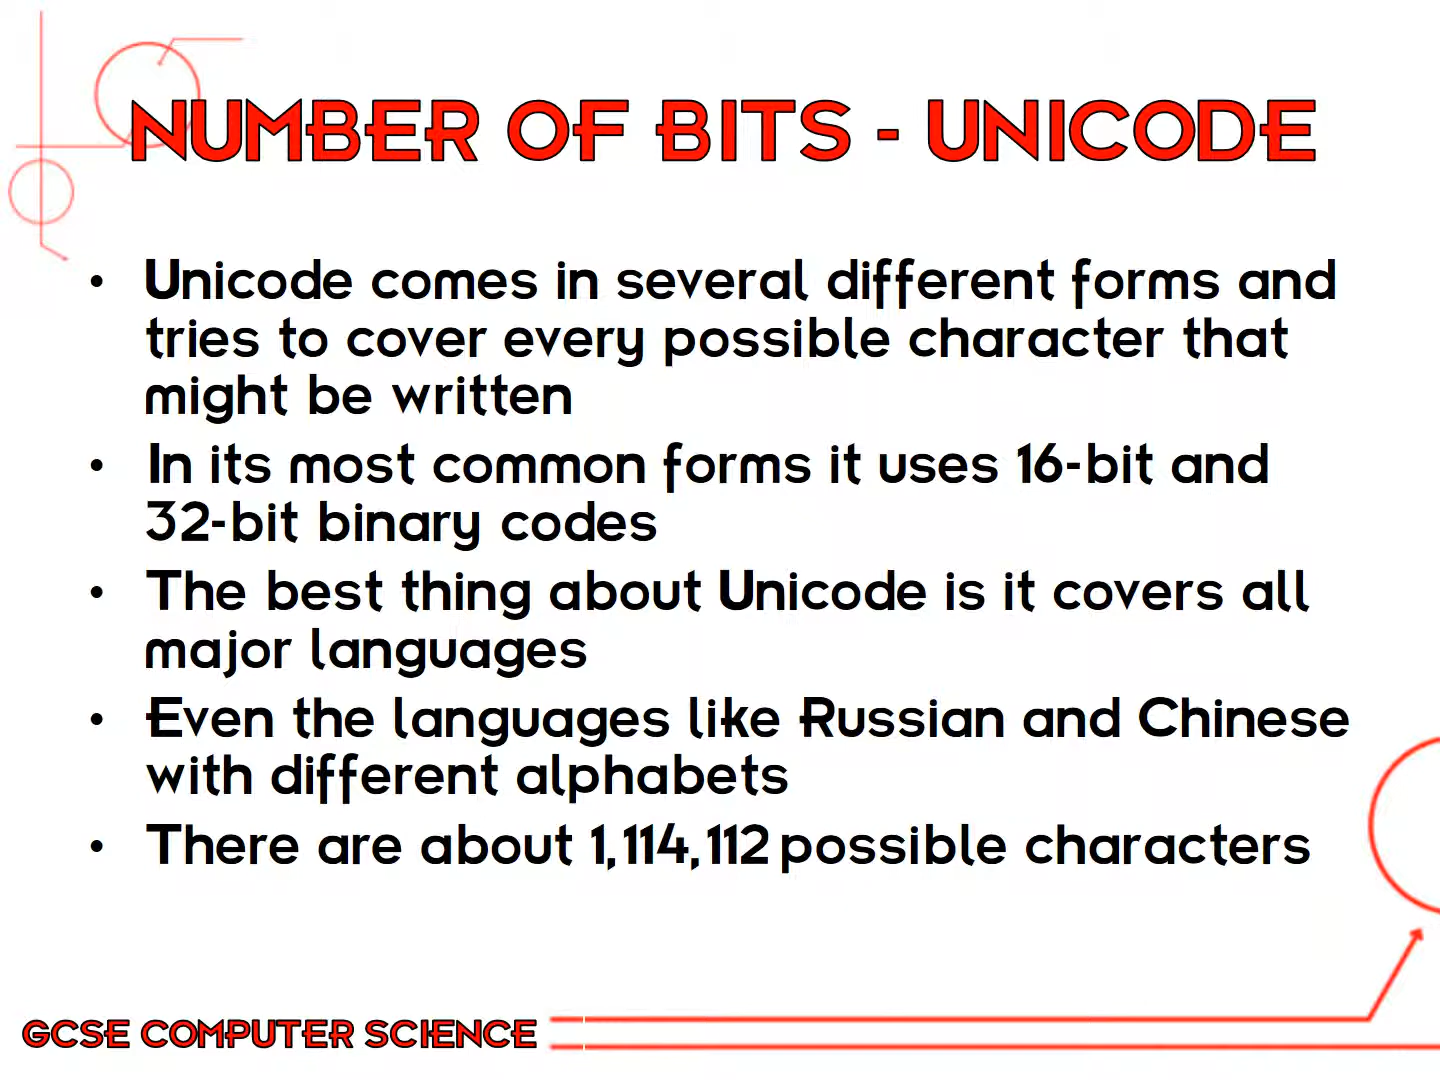 NUMBER OF BITS - UNICODE
• Unicode comes in several different forms and
tries to cover every possible character that
might be written
• In its most common forms it uses 16-bit and
32-bit binary codes
• The best thing about Unicode is it covers all
major languages
• Even the languages like Russian and Chinese
with different alphabets
• There are about 1,114,112 possible characters
GCSE COMPUTER SCIENCE